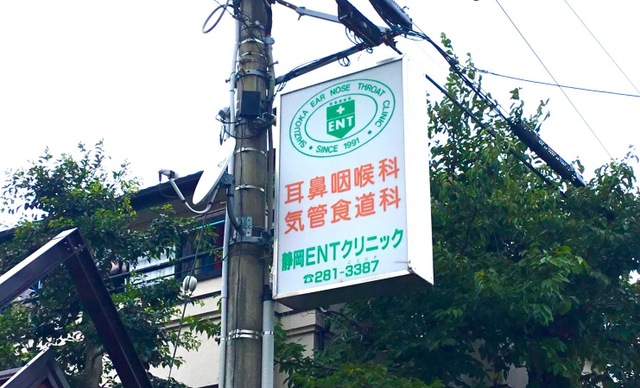 SHIZUOKA EAR NOSE THROAT CLINIC
ENT
• SINCE 1991 •
耳鼻咽喉科
気管食道科
静岡ENTクリニック
☎281-3387